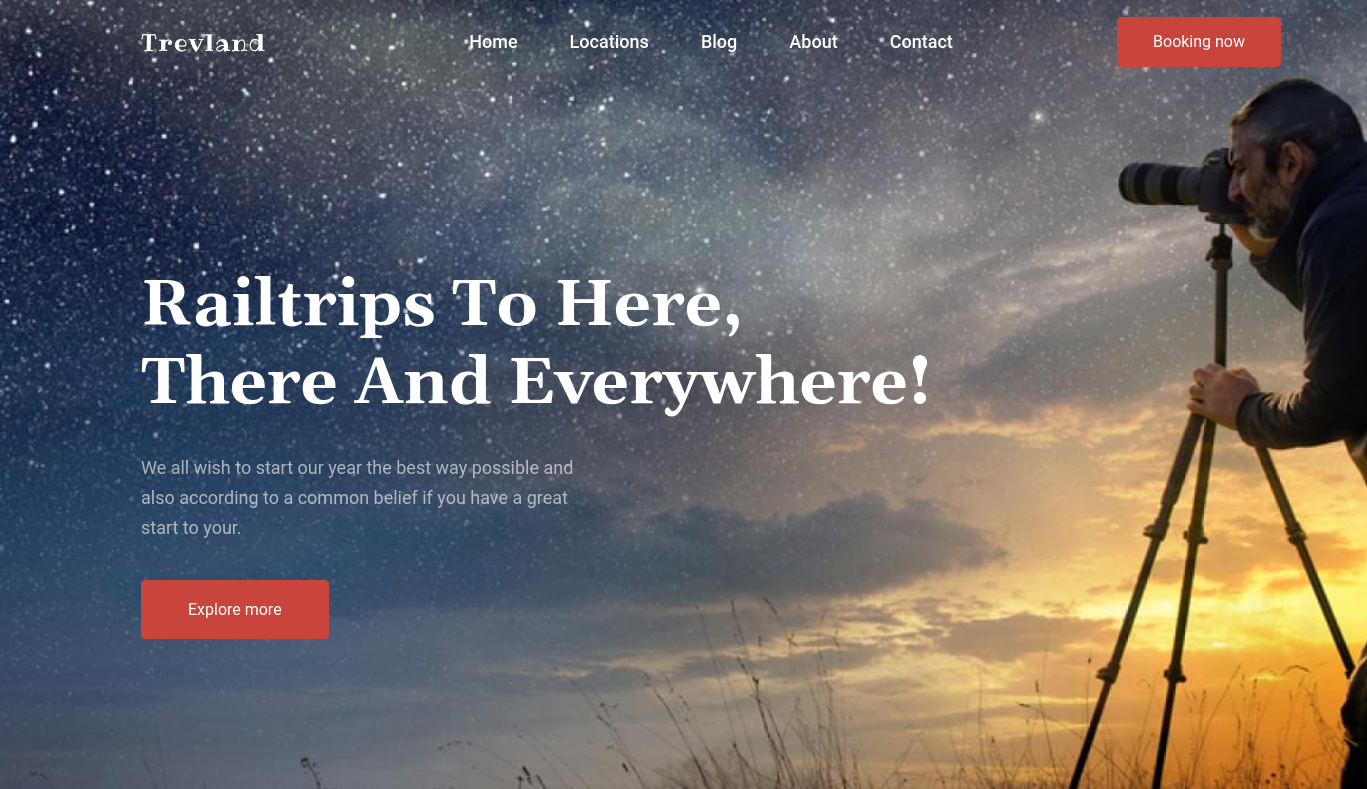 Trevland
Home
Locations
Blog
About
Contact
Booking now
Railtrips To Here,
There And Everywhere!
We all wish to start our year the best way possible and
also according to a common belief if you have a great
start to your.
Explore more